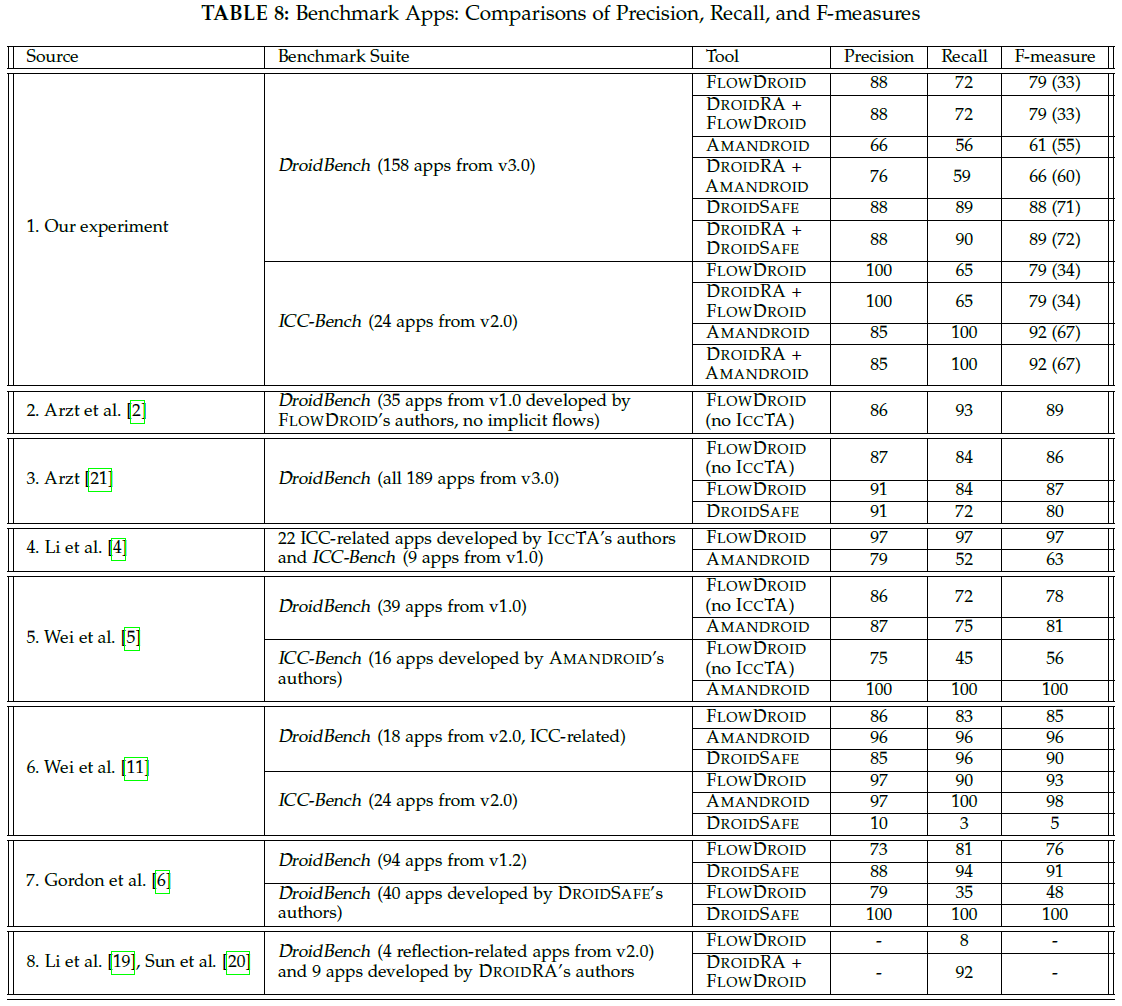 TABLE 8: Benchmark Apps: Comparisons of Precision, Recall, and F-measures
Source Benchmark Suite Tool Precision Recall F-measure
1. Our experiment
DroidBench (158 apps from v3.0)
FLOWDROID 88 72 79 (33)
DROIDRA +
FLOWDROID 88 72 79 (33)
AMANDROID 66 56 61 (55)
DROIDRA +
AMANDROID 76 59 66 (60)
DROIDSAFE 88 89 88 (71)
DROIDRA +
DROIDSAFE 88 90 89 (72)
ICC-Bench (24 apps from v2.0)
FLOWDROID 100 65 79 (34)
DROIDRA +
FLOWDROID 100 65 79 (34)
AMANDROID 85 100 92 (67)
DROIDRA +
AMANDROID 85 100 92 (67)
2. Arzt et al. [2]
DroidBench (35 apps from v1.0 developed by
FLOWDROID's authors, no implicit flows)
FLOWDROID
(no ICCTA) 86 93 89
3. Arzt [21]
DroidBench (all 189 apps from v3.0)
FLOWDROID
(no ICCTA) 87 84 86
FLOWDROID 91 84 87
DROIDSAFE 91 72 80
4. Li et al. [4]
22 ICC-related apps developed by ICCTA's authors
and ICC-Bench (9 apps from v1.0)
FLOWDROID 97 97 97
AMANDROID 79 52 63
5. Wei et al. [5]
DroidBench (39 apps from v1.0)
FLOWDROID
(no ICCTA) 86 72 78
AMANDROID 87 75 81
ICC-Bench (16 apps developed by AMANDROID's
authors)
FLOWDROID
(no ICCTA) 75 45 56
AMANDROID 100 100 100
6. Wei et al. [11]
DroidBench (18 apps from v2.0, ICC-related)
FLOWDROID 86 83 85
AMANDROID 96 96 96
DROIDSAFE 85 96 90
ICC-Bench (24 apps from v2.0)
FLOWDROID 97 90 93
AMANDROID 97 100 98
DROIDSAFE 10 3 5
7. Gordon et al. [6]
DroidBench (94 apps from v1.2)
FLOWDROID 73 81 76
DROIDSAFE 88 94 91
DroidBench (40 apps developed by DROIDSAFE's
authors)
FLOWDROID 79 35 48
DROIDSAFE 100 100 100
8. Li et al. [19], Sun et al. [20]
DroidBench (4 reflection-related apps from v2.0)
and 9 apps developed by DROIDRA's authors
FLOWDROID - 8 -
DROIDRA +
FLOWDROID - 92 -